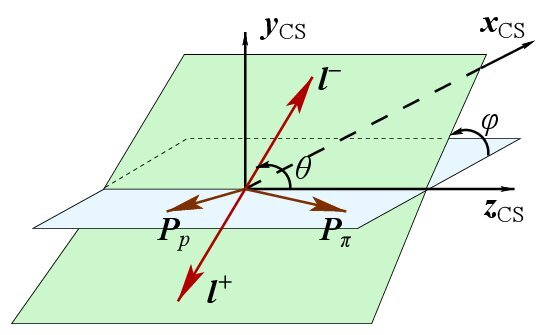 y_CS
x_CS
l⁻
φ
θ
z_CS
P_p
P_π
l⁺